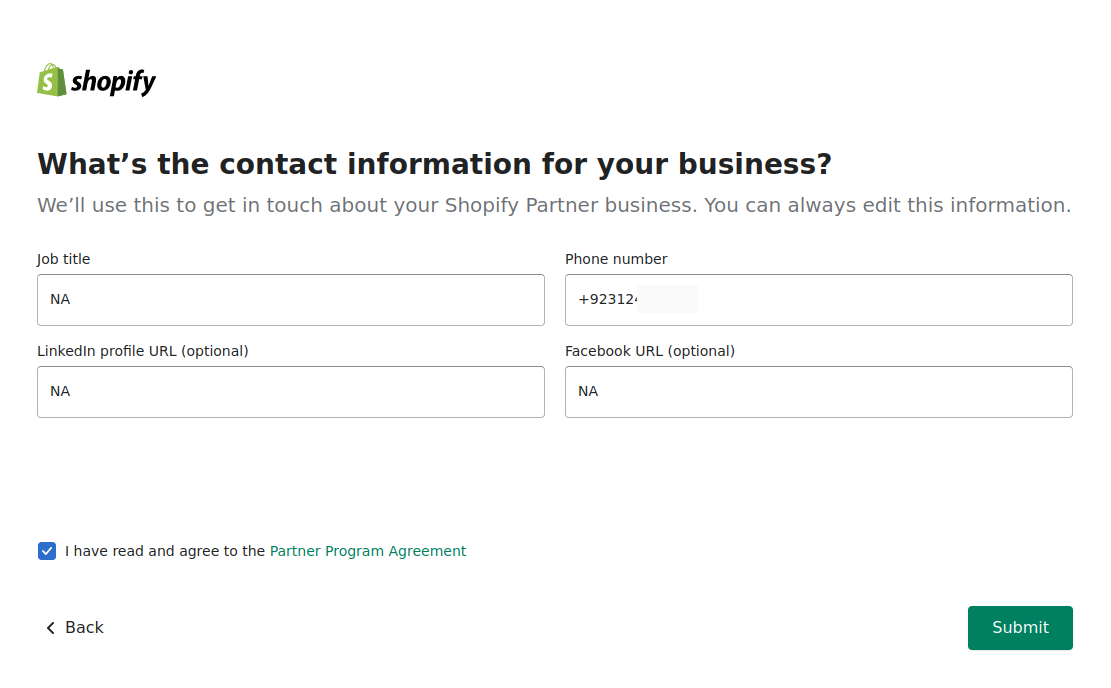 shopify
What’s the contact information for your business?
We’ll use this to get in touch about your Shopify Partner business. You can always edit this information.
Job title
Phone number
NA
+92312
LinkedIn profile URL (optional)
Facebook URL (optional)
NA
NA
I have read and agree to the Partner Program Agreement
Back
Submit